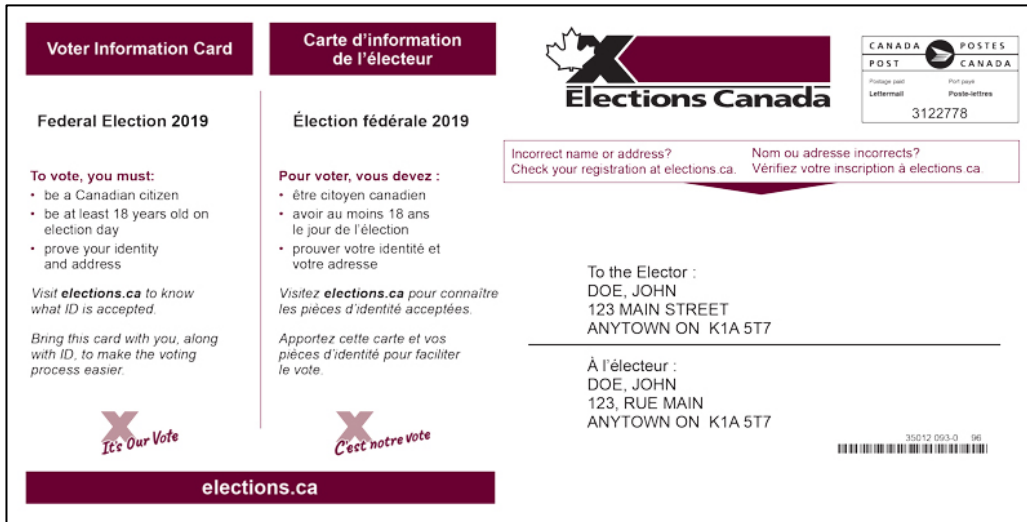 Voter Information Card
Federal Election 2019
To vote, you must:
• be a Canadian citizen
• be at least 18 years old on
election day
• prove your identity
and address
Visit elections.ca to know
what ID is accepted.
Bring this card with you, along
with ID, to make the voting
process easier.
X
It's Our Vote
Carte d'information
de l'électeur
Élection fédérale 2019
Pour voter, vous devez :
• être citoyen canadien
• avoir au moins 18 ans
le jour de l'élection
• prouver votre identité et
votre adresse
Visitez elections.ca pour connaître
les pièces d'identité acceptées.
Apportez cette carte et vos
pièces d'identité pour faciliter
le vote.
X
C'est notre vote
elections.ca
X
Élections Canada
CANADA POSTES
POST CANADA
Postage paid Port payé
Lettermail Poste-lettres
3122778
Incorrect name or address?
Check your registration at elections.ca.
Nom ou adresse incorrects?
Vérifiez votre inscription à elections.ca.
To the Elector :
DOE, JOHN
123 MAIN STREET
ANYTOWN ON K1A 5T7
À l'électeur :
DOE, JOHN
123, RUE MAIN
ANYTOWN ON K1A 5T7
35012 093-0 96